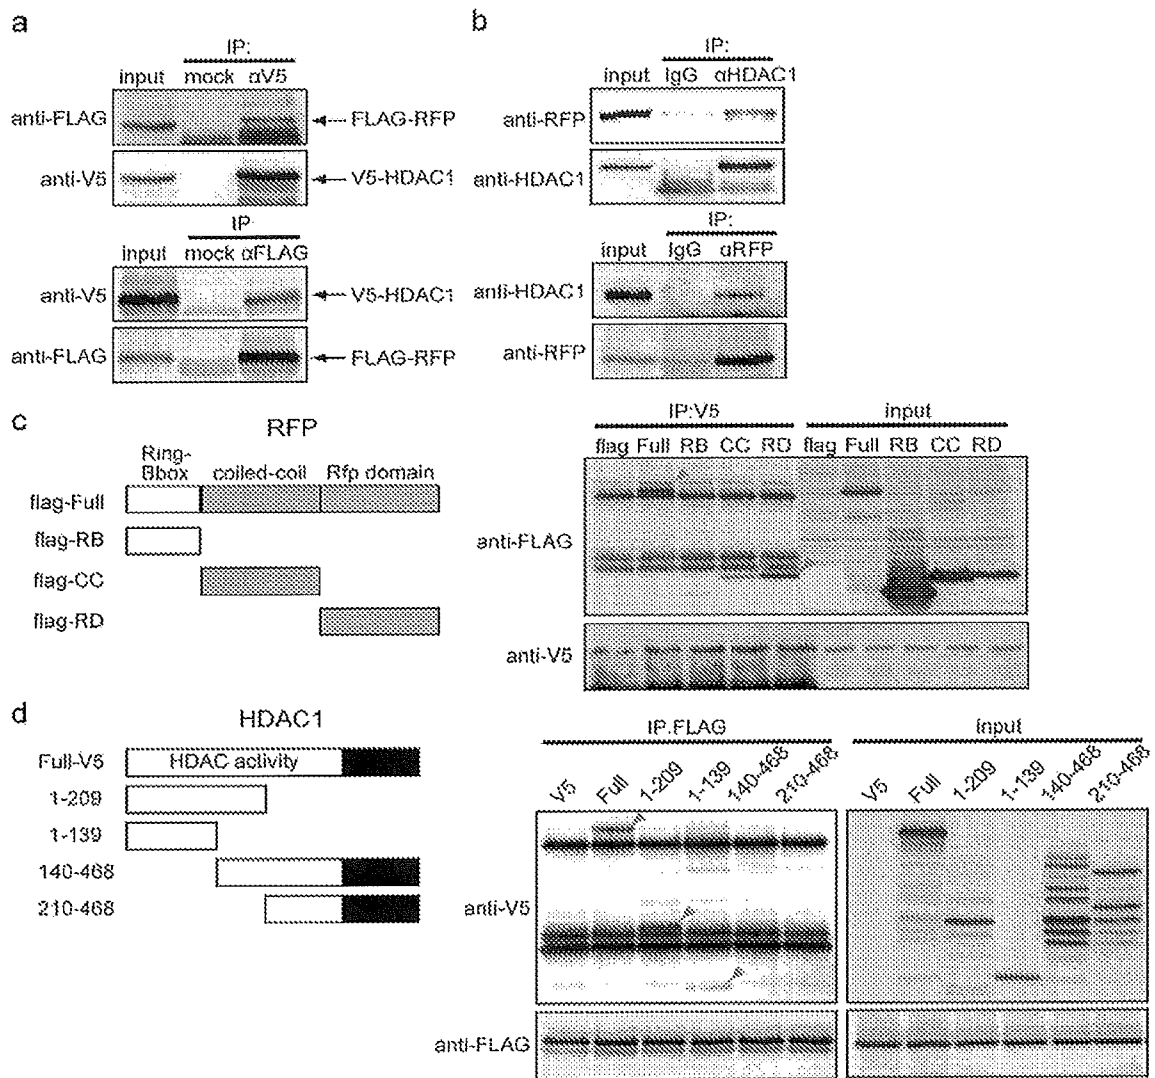 a
IP:
input mock αV5
anti-FLAG FLAG-RFP
anti-V5 V5-HDAC1
IP
input mock αFLAG
anti-V5 V5-HDAC1
anti-FLAG FLAG-RFP
b
IP:
input IgG αHDAC1
anti-RFP
anti-HDAC1
IP:
input IgG αRFP
anti-HDAC1
anti-RFP
c
RFP
Ring-
Bbox coiled-coil Rfp domain
flag-Full
flag-RB
flag-CC
flag-RD
IP:V5 input
flag Full RB CC RD flag Full RB CC RD
anti-FLAG
anti-V5
d
HDAC1
Full-V5 HDAC activity
1-209
1-139
140-468
210-468
IP.FLAG input
V5 Full 1-209 1-139 140-468 210-468 V5 Full 1-209 1-139 140-468 210-468
anti-V5
anti-FLAG